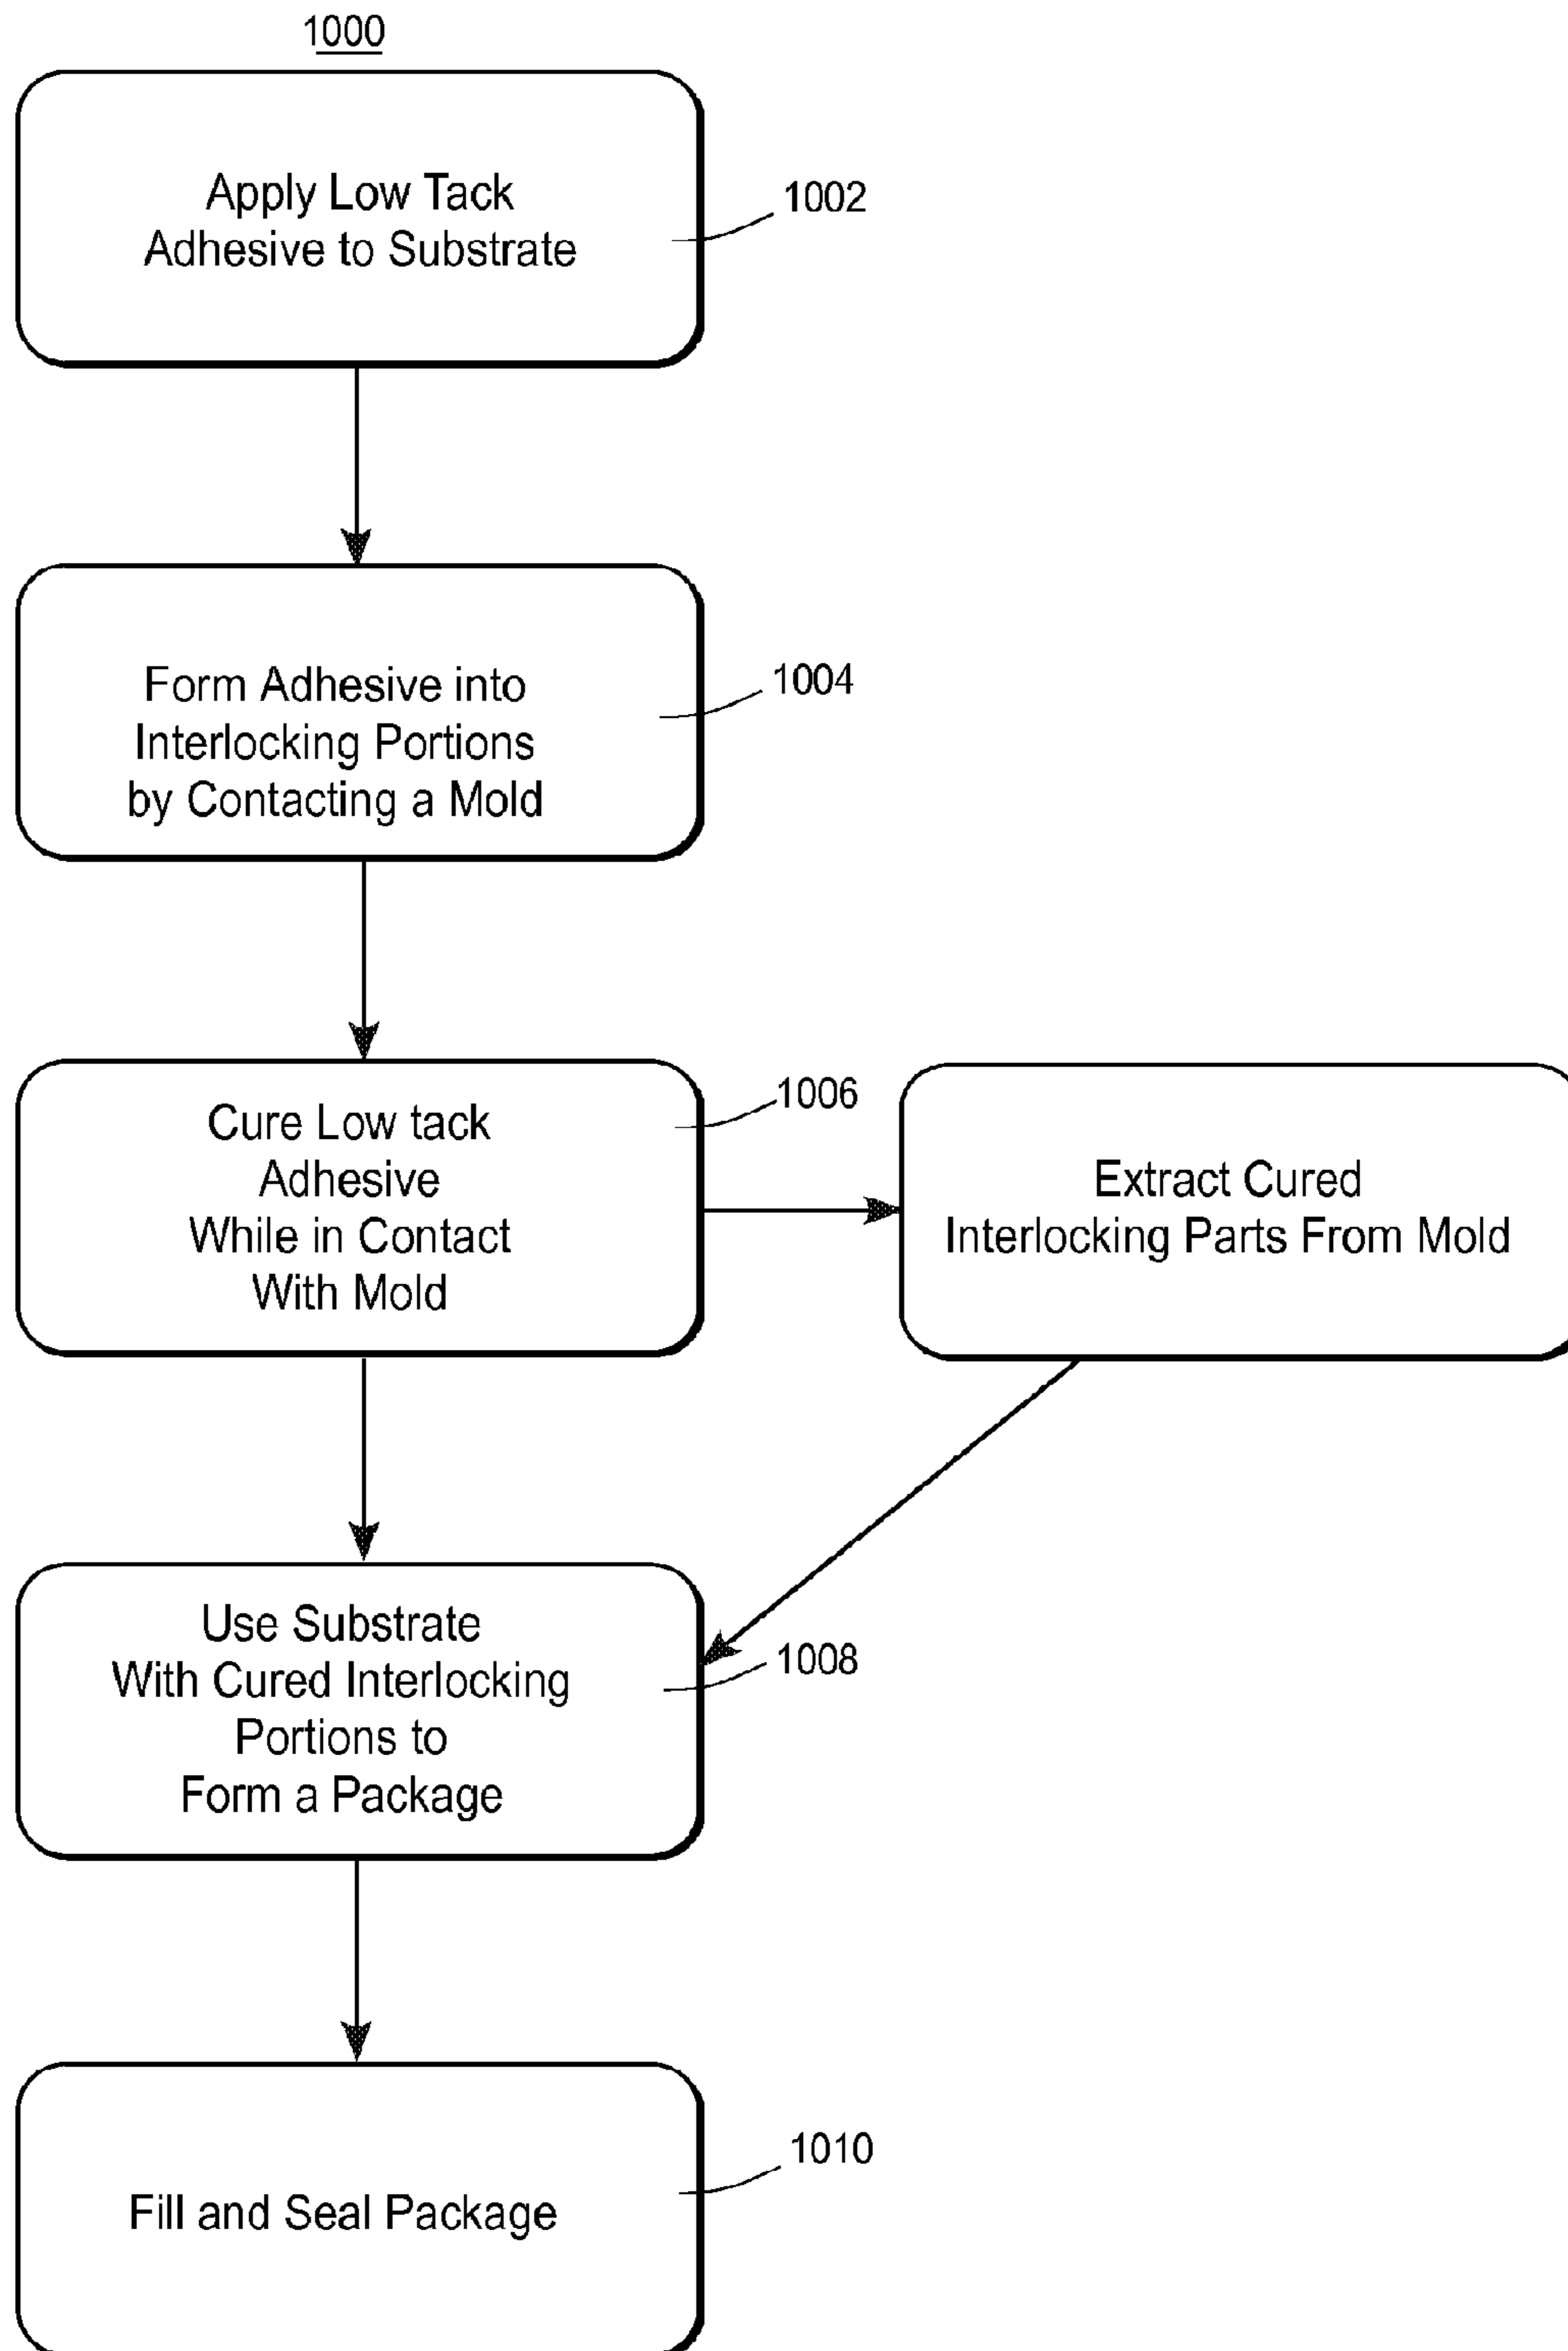 1000
Apply Low Tack
Adhesive to Substrate
1002
Form Adhesive into
Interlocking Portions
by Contacting a Mold
1004
Cure Low tack
Adhesive
While in Contact
With Mold
1006
Extract Cured
Interlocking Parts From Mold
Use Substrate
With Cured Interlocking
Portions to
Form a Package
1008
Fill and Seal Package
1010